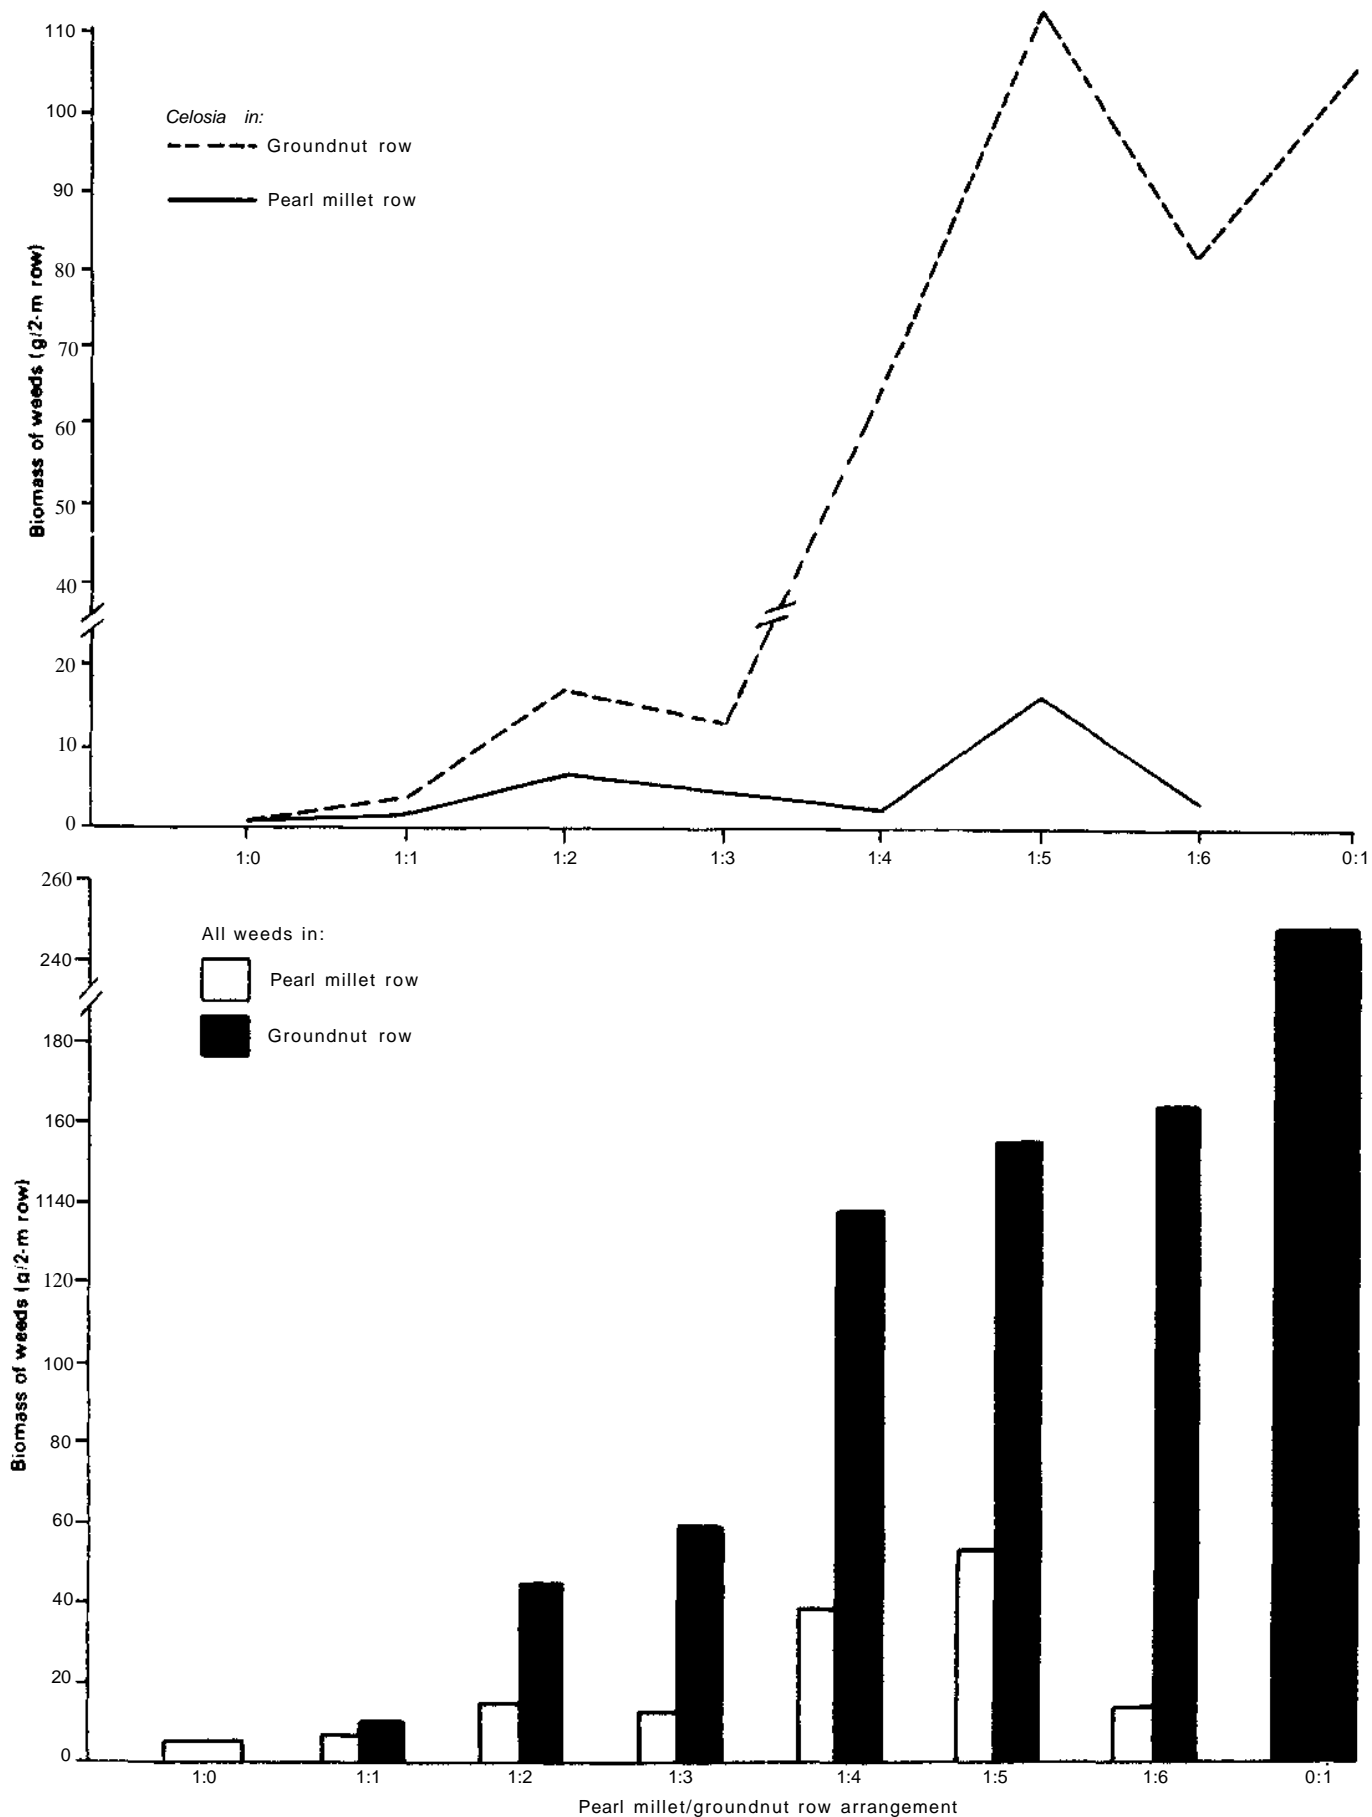 110
100
90
80
70
60
50
40
20
10
0
Biomass of weeds (g/2-m row)
Celosia in:
Groundnut row
Pearl millet row
1:0 1:1 1:2 1:3 1:4 1:5 1:6 0:1
260
240
180
160
1140
120
100
80
60
40
20
0
Biomass of weeds (g/2-m row)
All weeds in:
Pearl millet row
Groundnut row
1:0 1:1 1:2 1:3 1:4 1:5 1:6 0:1
Pearl millet/groundnut row arrangement